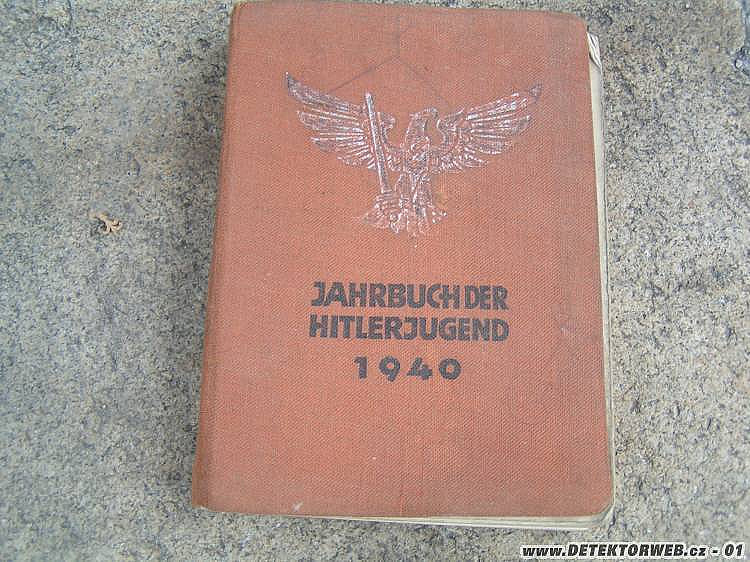 JAHRBUCH DER
HITLERJUGEND
1940
www.DETEKTORWEB.cz - 01